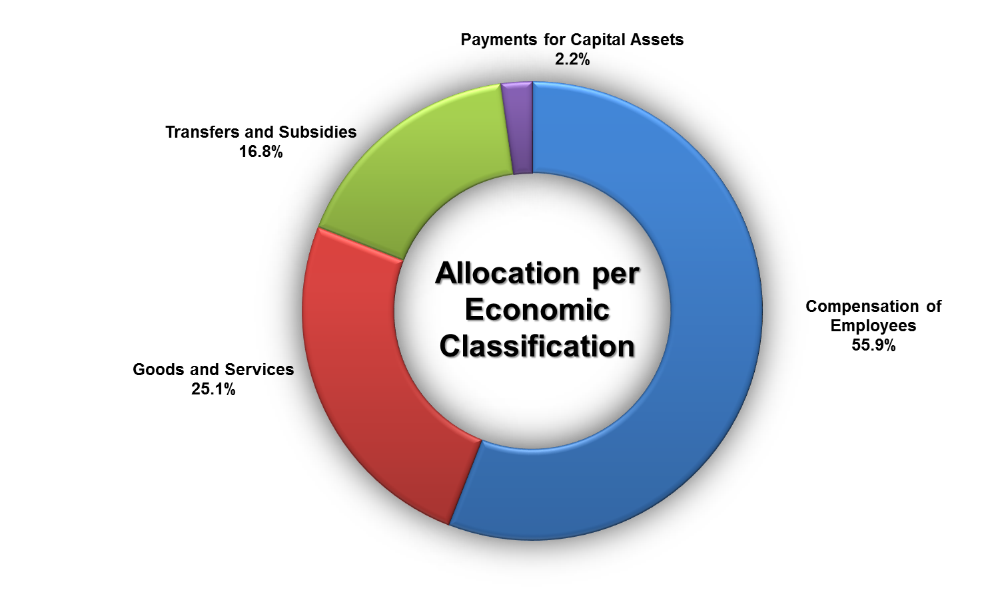 Payments for Capital Assets
2.2%
Transfers and Subsidies
16.8%
Allocation per
Economic
Classification
Compensation of
Employees
55.9%
Goods and Services
25.1%